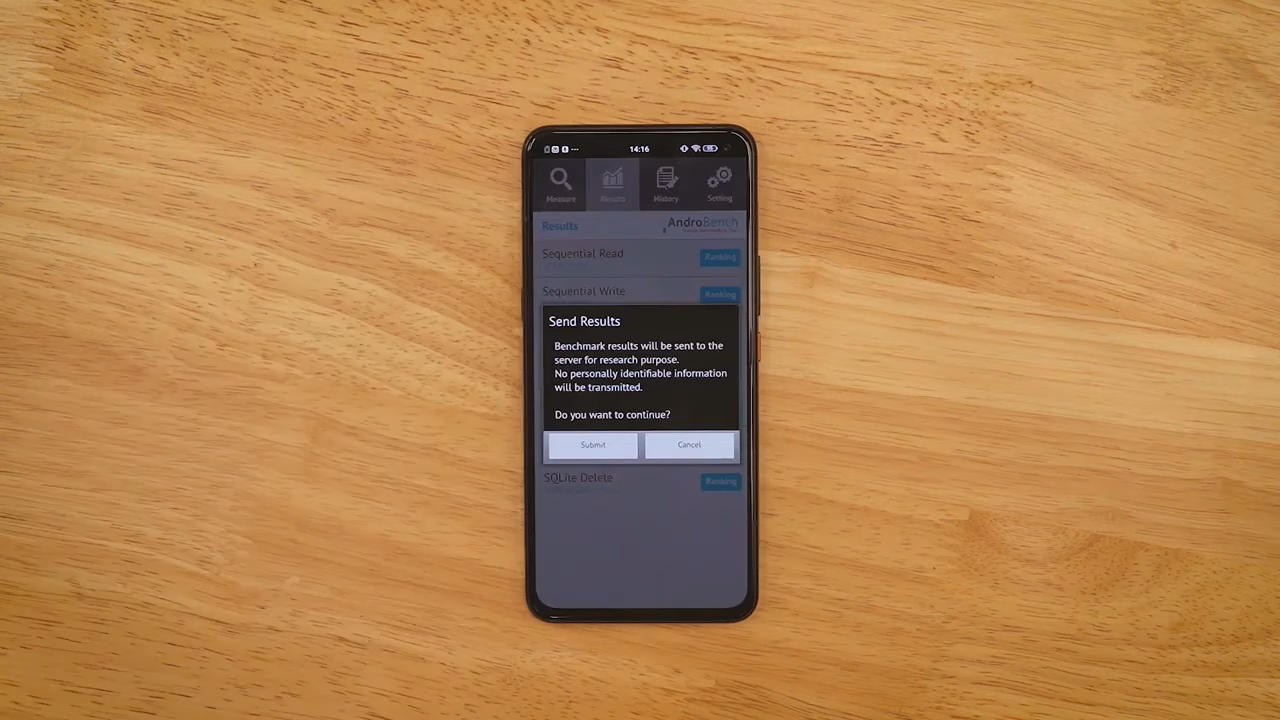 14:16
Measure
Results
History
Setting
Results
AndroBench
Sequential Read
Ranking
Sequential Write
Ranking
Send Results
Benchmark results will be sent to the
server for research purpose.
No personally identifiable information
will be transmitted.
Do you want to continue?
Submit
Cancel
SQLite Delete
Ranking